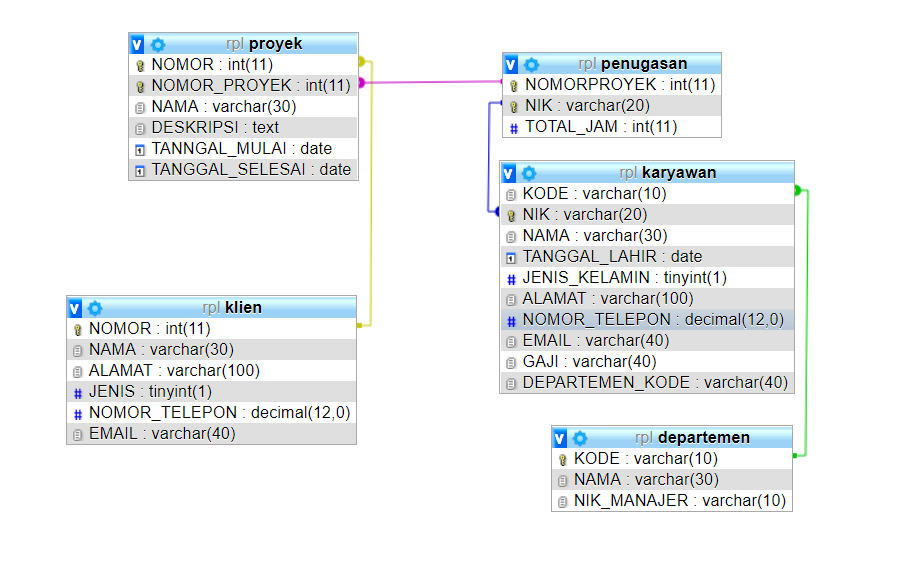 rpl proyek
NOMOR : int(11)
NOMOR_PROYEK : int(11)
NAMA : varchar(30)
DESKRIPSI : text
TANNGAL_MULAI : date
TANGGAL_SELESAI : date
rpl penugasan
NOMORPROYEK : int(11)
NIK : varchar(20)
TOTAL_JAM : int(11)
rpl karyawan
KODE : varchar(10)
NIK : varchar(20)
NAMA : varchar(30)
TANGGAL_LAHIR : date
JENIS_KELAMIN : tinyint(1)
ALAMAT : varchar(100)
NOMOR_TELEPON : decimal(12,0)
EMAIL : varchar(40)
GAJI : varchar(40)
DEPARTEMEN_KODE : varchar(40)
rpl klien
NOMOR : int(11)
NAMA : varchar(30)
ALAMAT : varchar(100)
JENIS : tinyint(1)
NOMOR_TELEPON : decimal(12,0)
EMAIL : varchar(40)
rpl departemen
KODE : varchar(10)
NAMA : varchar(30)
NIK_MANAJER : varchar(10)